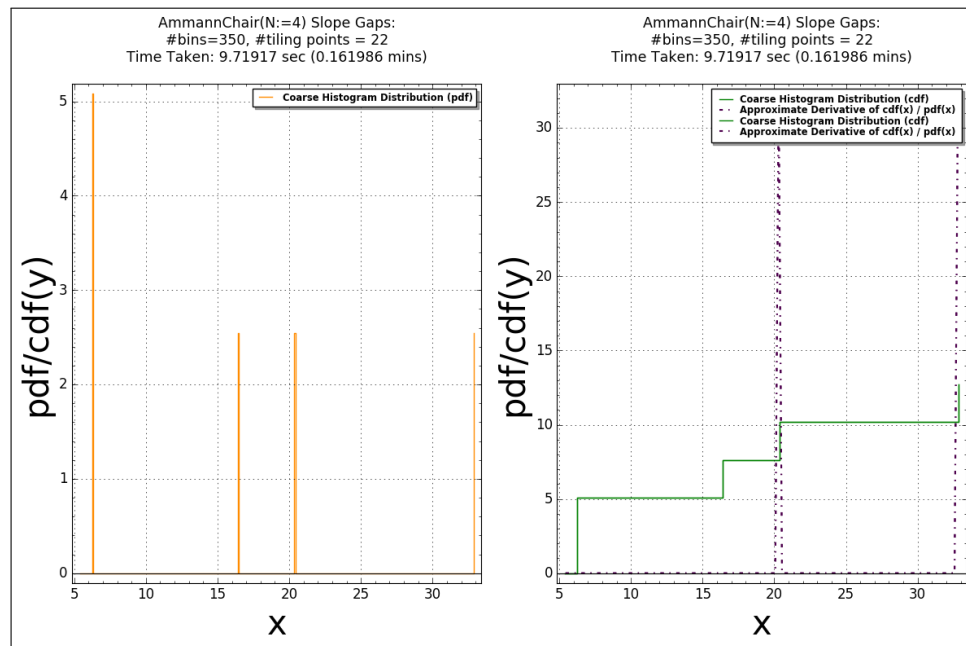 AmmannChair(N:=4) Slope Gaps:
#bins=350, #tiling points = 22
Time Taken: 9.71917 sec (0.161986 mins)
Coarse Histogram Distribution (pdf)
5
4
3
2
1
0
pdf/cdf(y)
5 10 15 20 25 30
x
AmmannChair(N:=4) Slope Gaps:
#bins=350, #tiling points = 22
Time Taken: 9.71917 sec (0.161986 mins)
Coarse Histogram Distribution (cdf)
Approximate Derivative of cdf(x) / pdf(x)
Coarse Histogram Distribution (cdf)
Approximate Derivative of cdf(x) / pdf(x)
30
25
20
15
10
5
0
pdf/cdf(y)
5 10 15 20 25 30
x